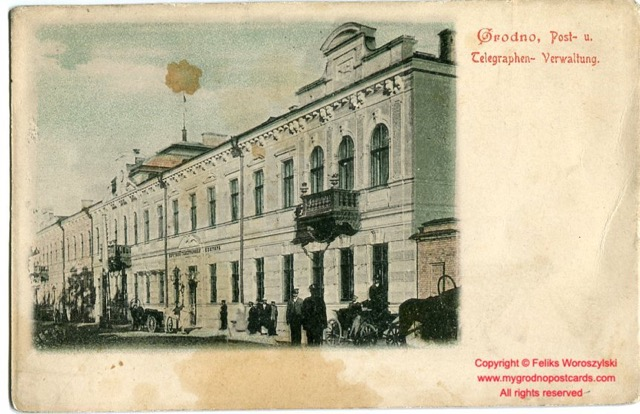 Grodno, Post- u.
Telegraphen- Verwaltung.
Copyright © Feliks Woroszylski
www.mygrodnopostcards.com
All rights reserved